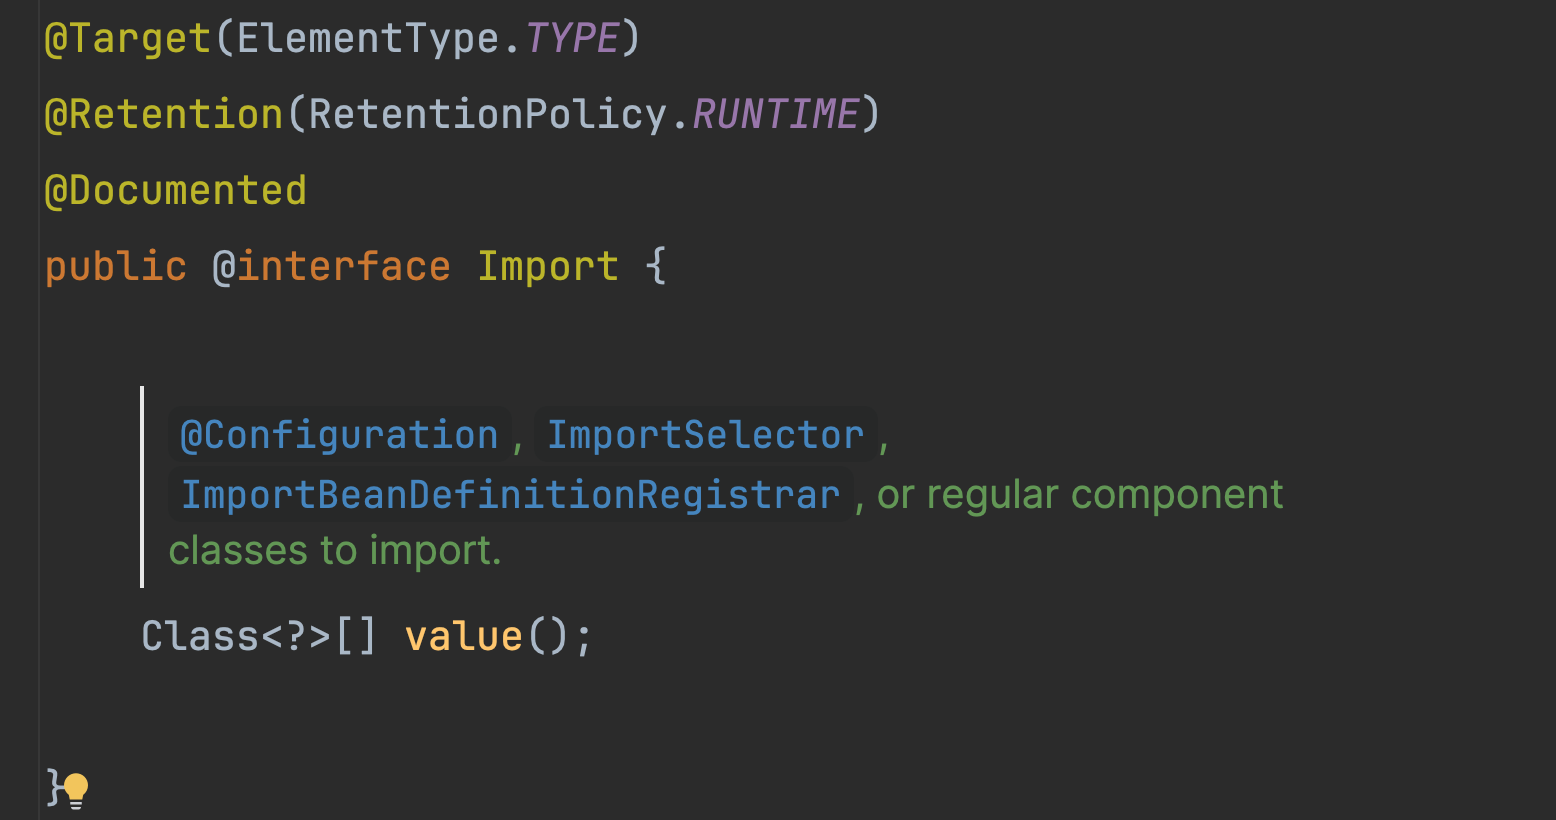 @Target(ElementType.TYPE)
@Retention(RetentionPolicy.RUNTIME)
@Documented
public @interface Import {
@Configuration, ImportSelector,
ImportBeanDefinitionRegistrar, or regular component
classes to import.
Class<?>[] value();
}